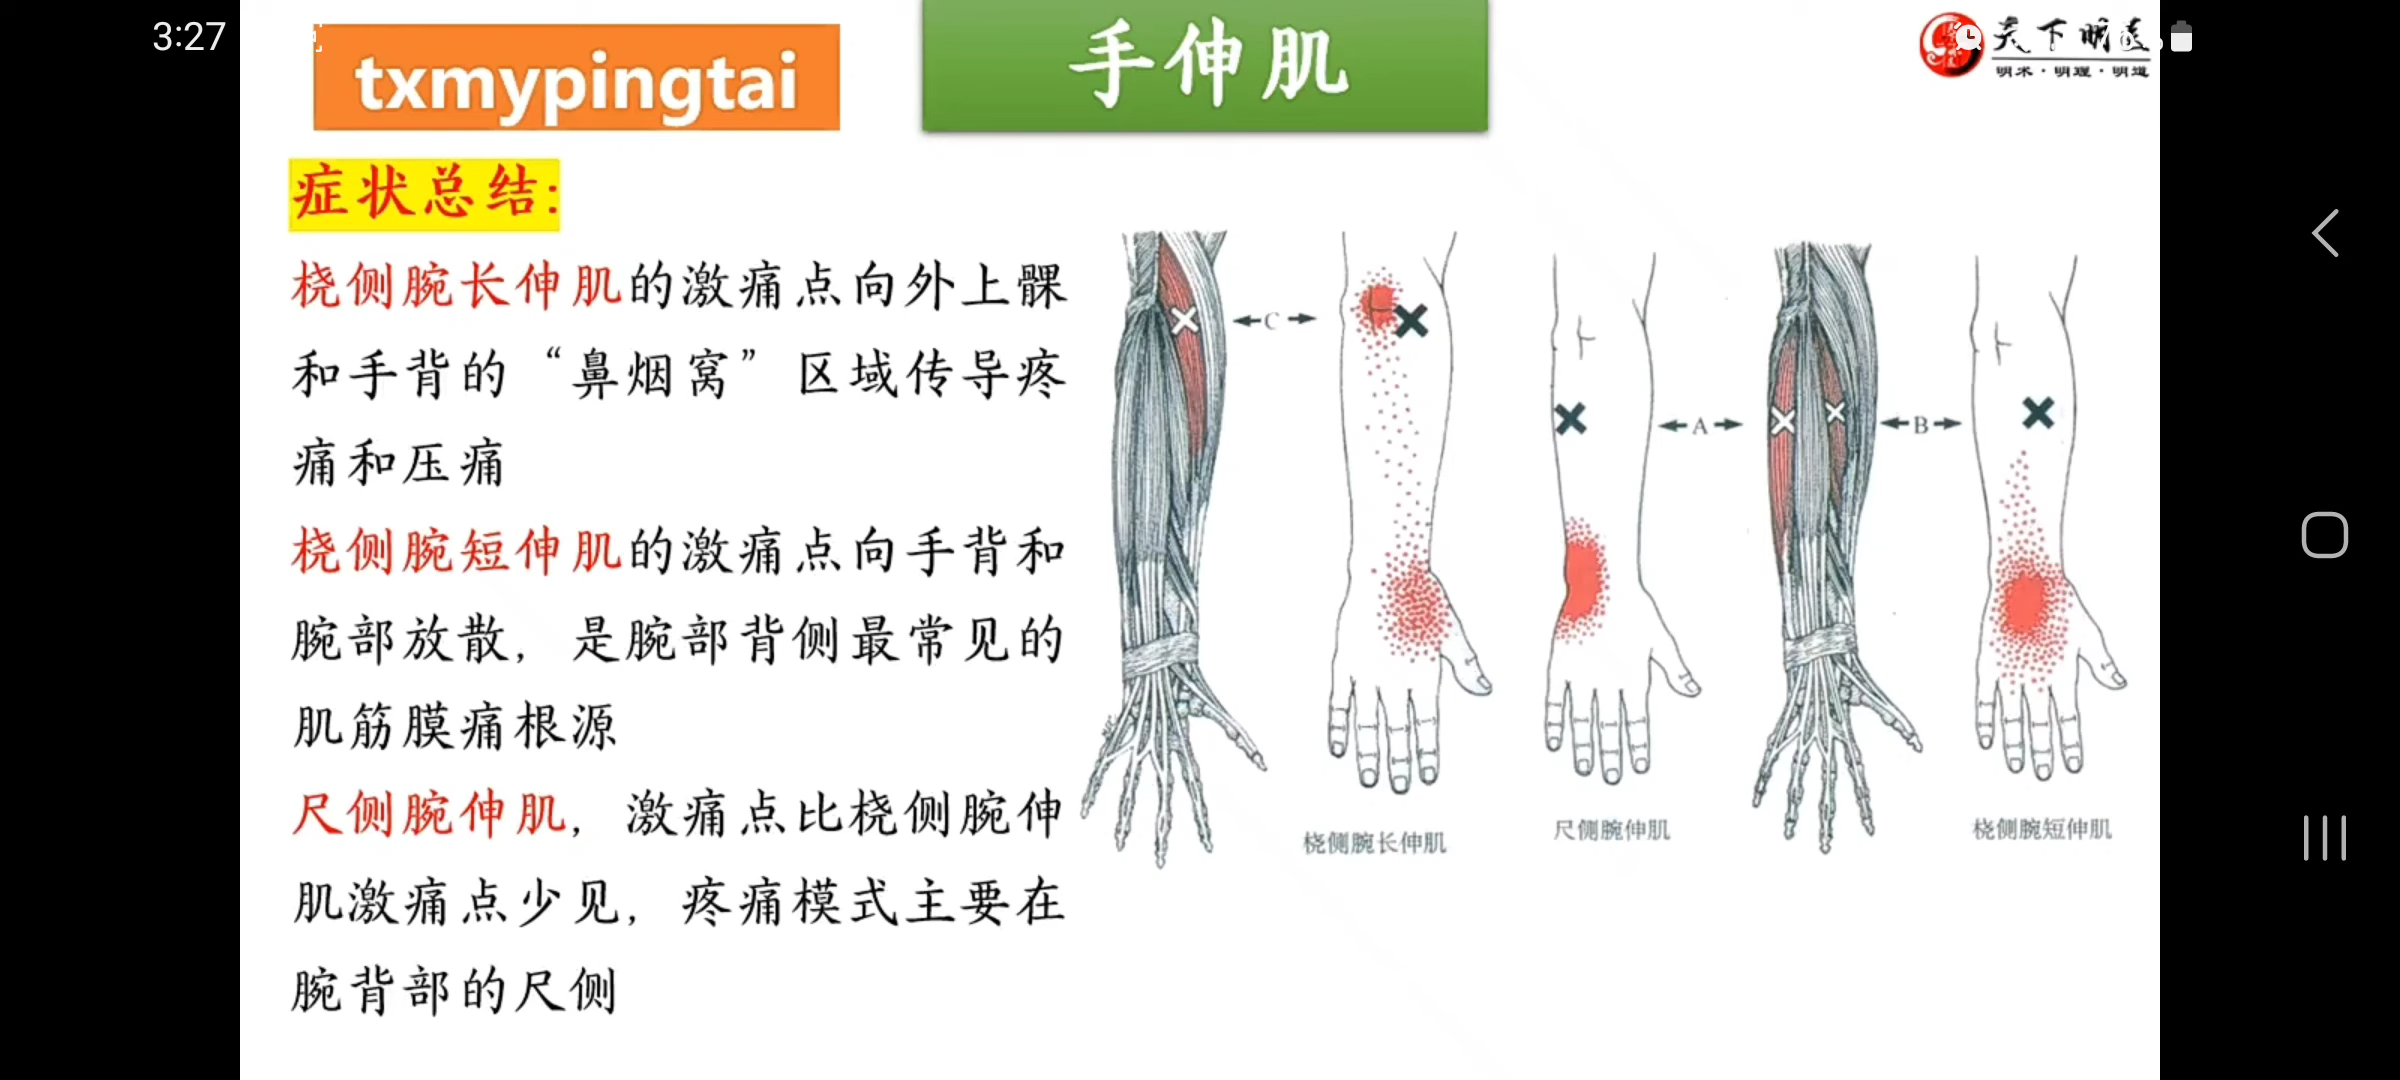 3:27
txmypingtai
手伸肌
天下明
明末·明理·明道
症状总结:
桡侧腕长伸肌的激痛点向外上髁
和手背的“鼻烟窝”区域传导疼
痛和压痛
桡侧腕短伸肌的激痛点向手背和
腕部放散，是腕部背侧最常见的
肌筋膜痛根源
尺侧腕伸肌，激痛点比桡侧腕伸
肌激痛点少见，疼痛模式主要在
腕背部的尺侧
C
A
B
桡侧腕长伸肌
尺侧腕伸肌
桡侧腕短伸肌